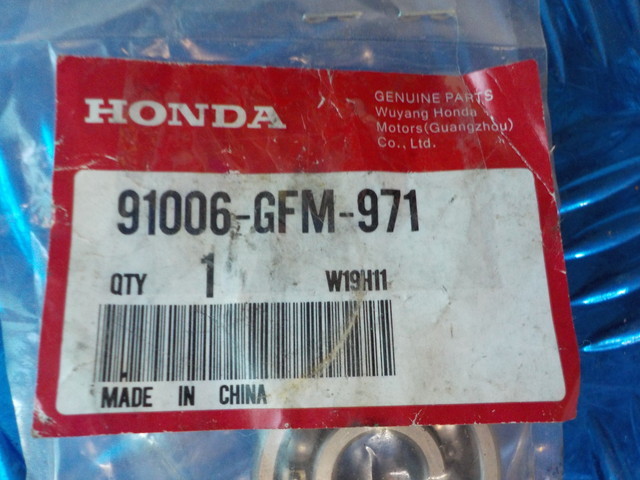 HONDA
GENUINE PARTS
Wuyang Honda
Motors(Guangzhou)
Co., Ltd.
91006-GFM-971
QTY 1 W19H11
MADE IN CHINA